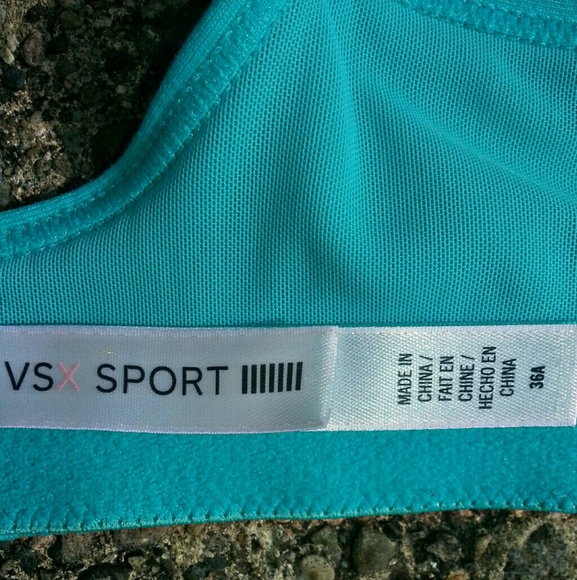 VSX SPORT
MADE IN
CHINA /
FAIT EN
CHINE /
HECHO EN
CHINA
36A